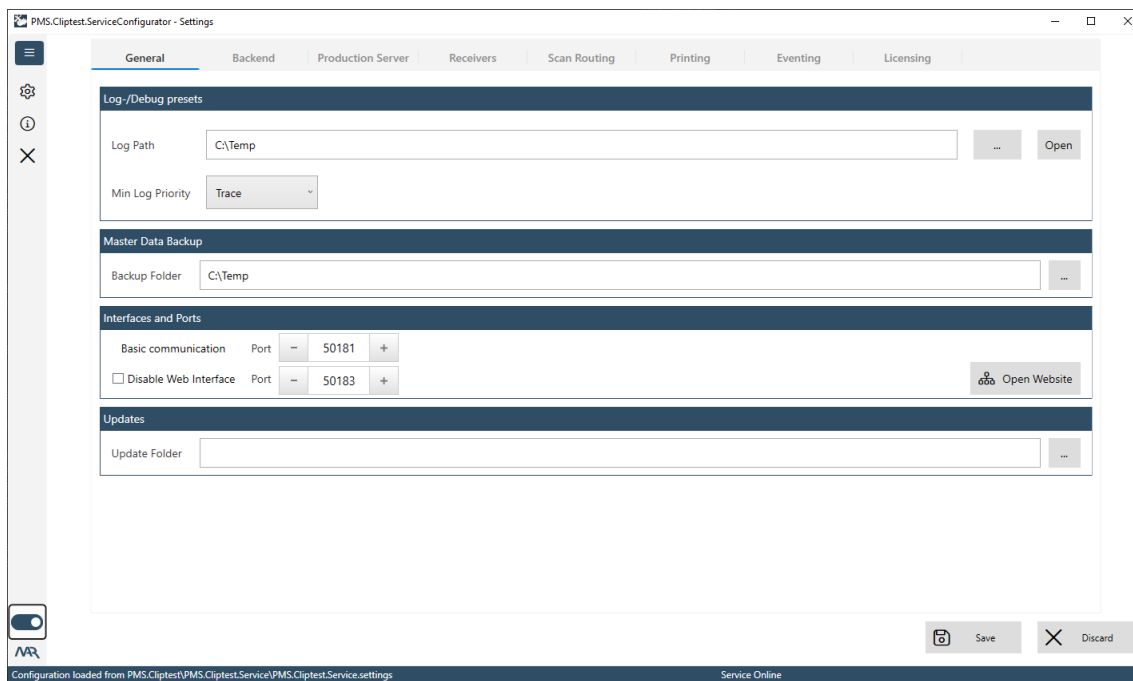 PMS.Cliptest.ServiceConfigurator - Settings
General Backend Production Server Receivers Scan Routing Printing Eventing Licensing
Log-/Debug presets
Log Path C:\Temp ... Open
Min Log Priority Trace
Master Data Backup
Backup Folder C:\Temp ...
Interfaces and Ports
Basic communication Port − 50181 +
Disable Web Interface Port − 50183 +
Open Website
Updates
Update Folder ...
Save Discard
NAR
Configuration loaded from PMS.Cliptest\PMS.Cliptest.Service\PMS.Cliptest.Service.settings Service Online